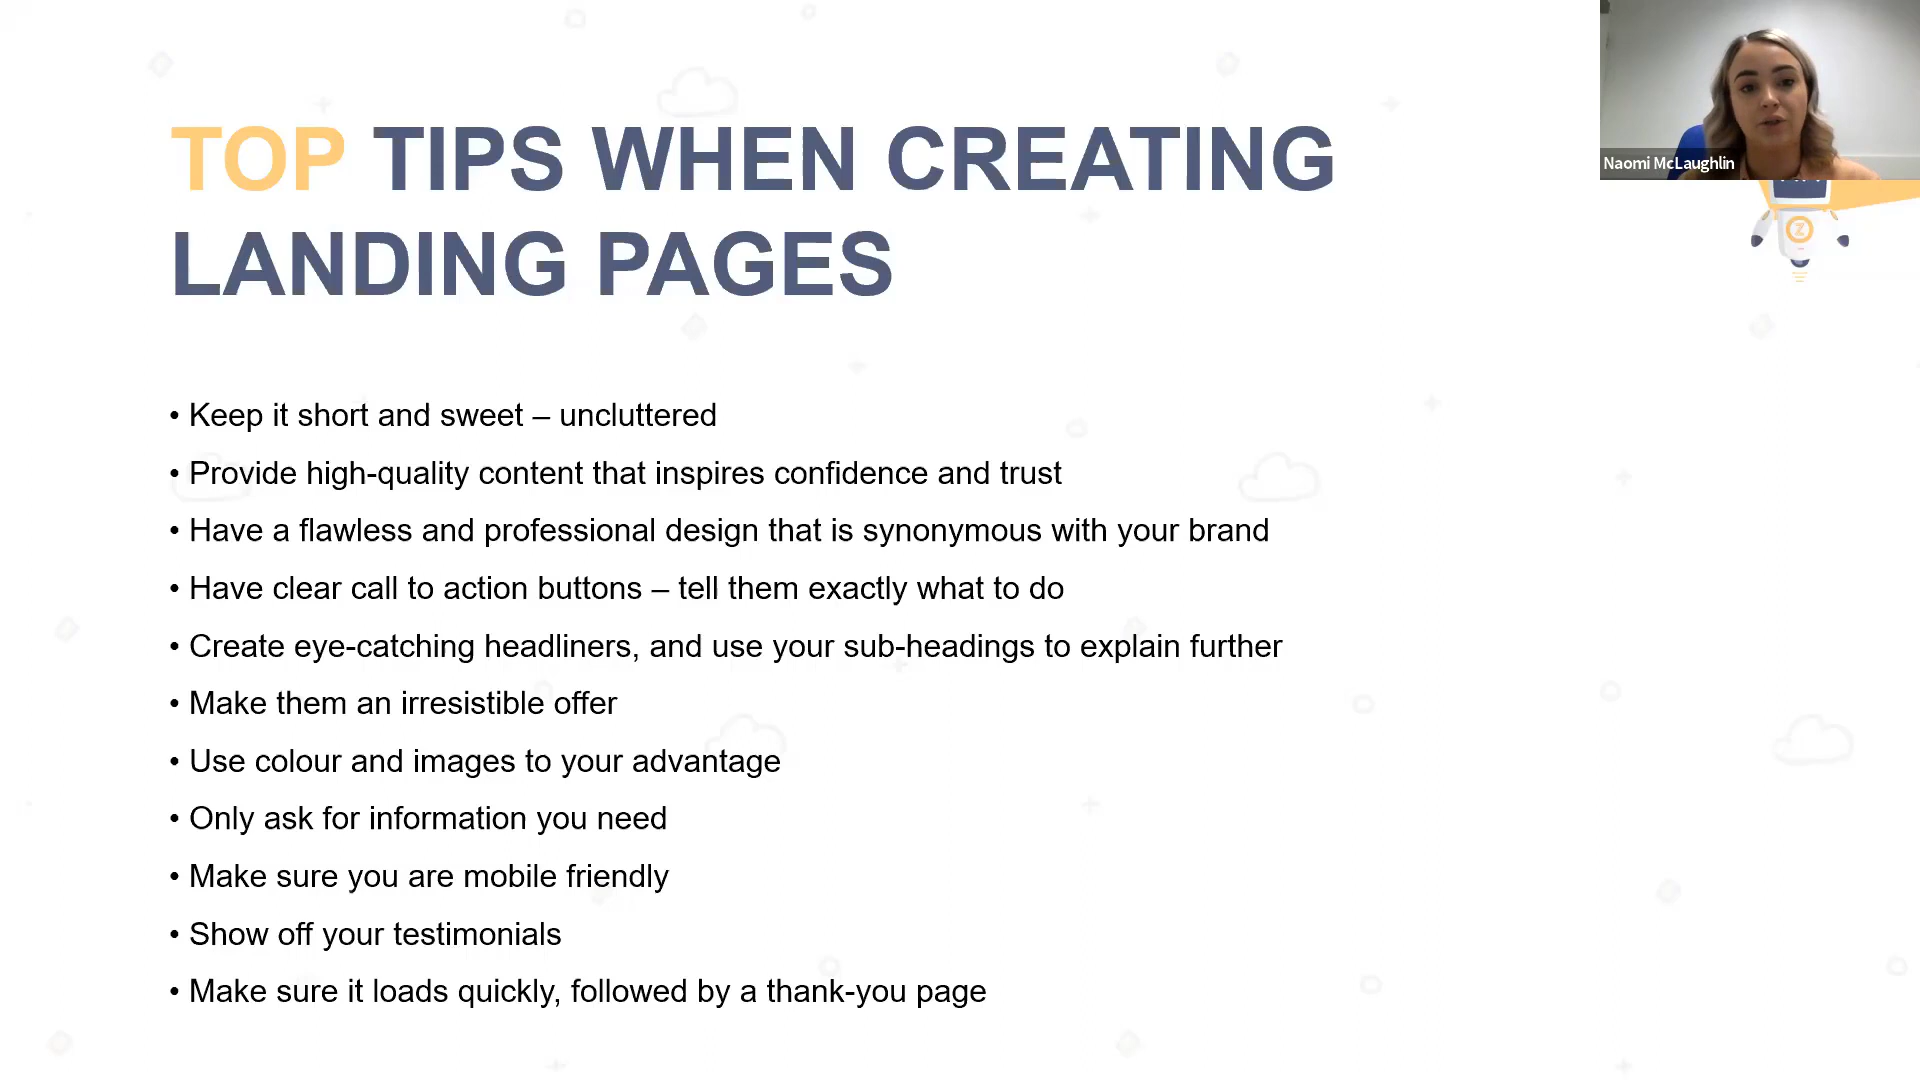 TOP TIPS WHEN CREATING
LANDING PAGES
Naomi McLaughlin
Z
• Keep it short and sweet – uncluttered
• Provide high-quality content that inspires confidence and trust
• Have a flawless and professional design that is synonymous with your brand
• Have clear call to action buttons – tell them exactly what to do
• Create eye-catching headliners, and use your sub-headings to explain further
• Make them an irresistible offer
• Use colour and images to your advantage
• Only ask for information you need
• Make sure you are mobile friendly
• Show off your testimonials
• Make sure it loads quickly, followed by a thank-you page